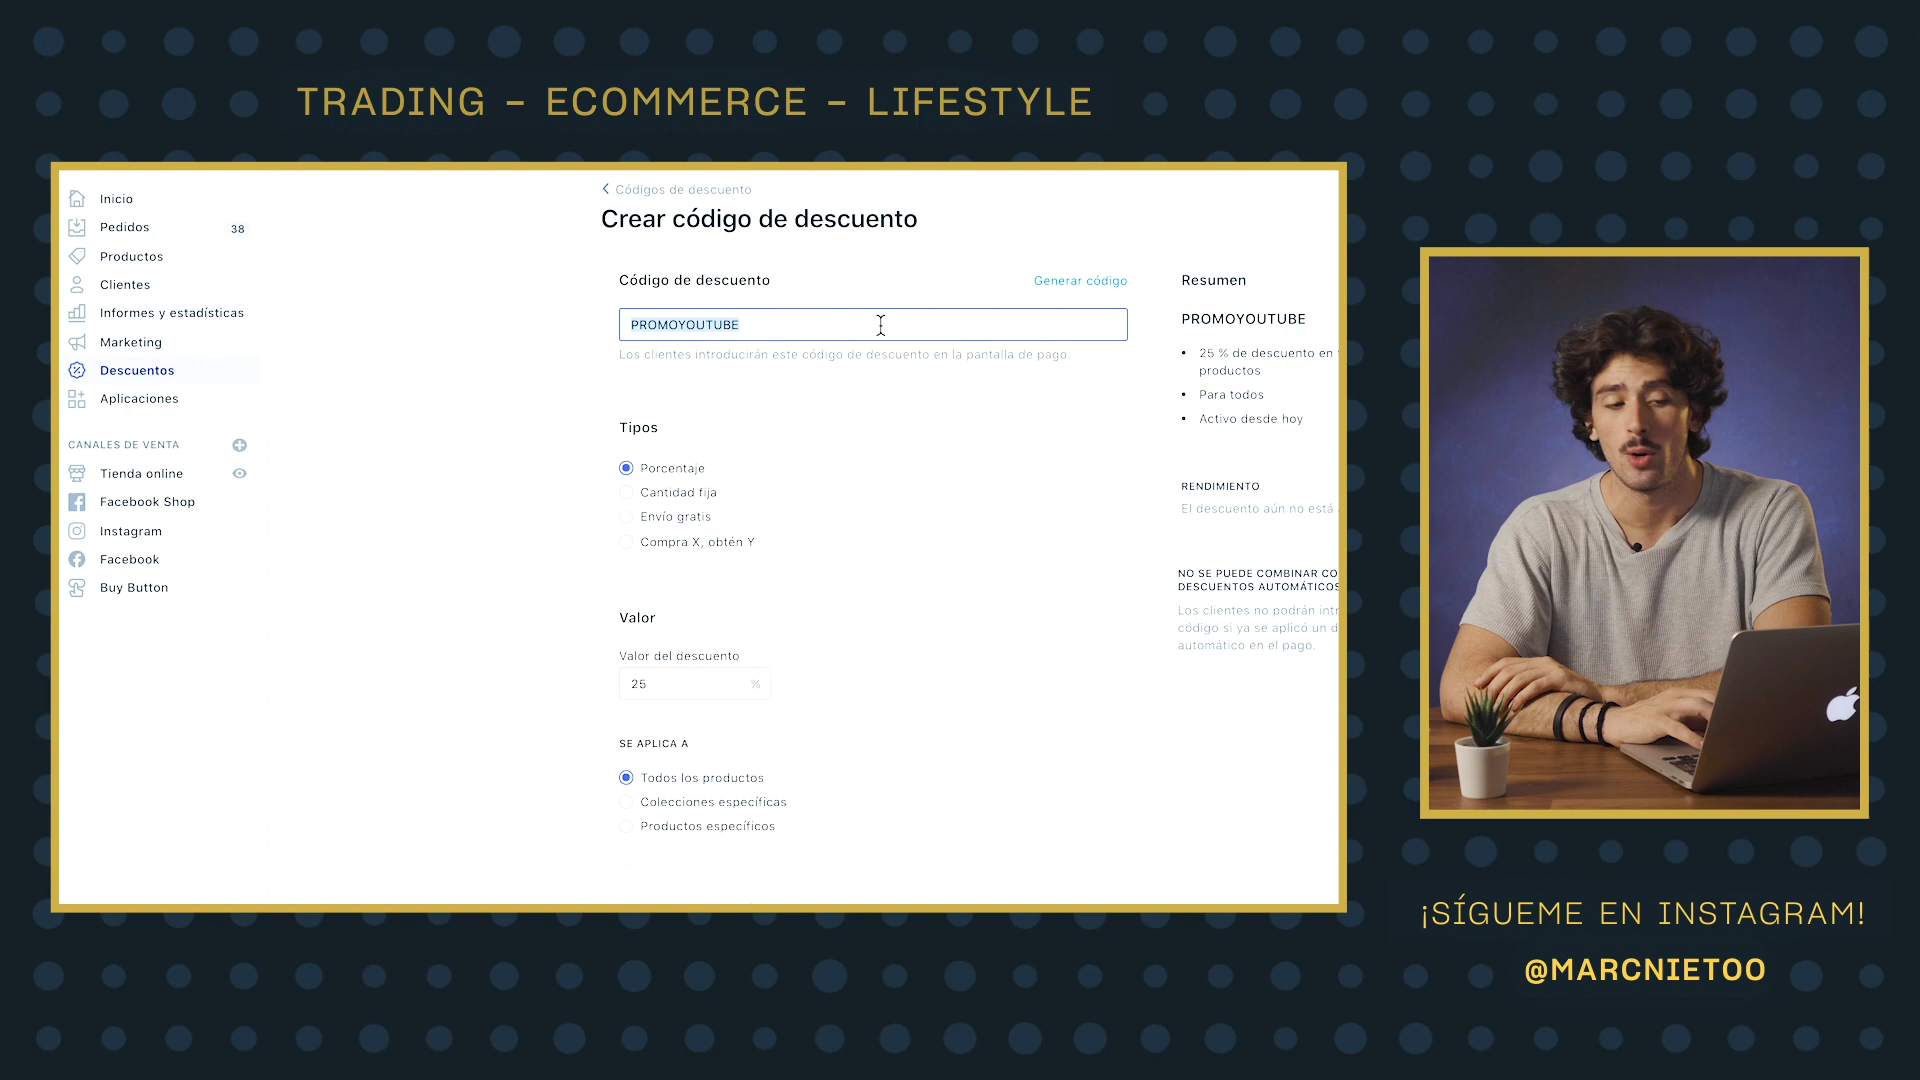 TRADING - ECOMMERCE - LIFESTYLE
Inicio
Pedidos 38
Productos
Clientes
Informes y estadísticas
Marketing
Descuentos
Aplicaciones
CANALES DE VENTA
Tienda online
Facebook Shop
Instagram
Facebook
Buy Button
Códigos de descuento
Crear código de descuento
Código de descuento Generar código
PROMOYOUTUBE
Los clientes introducirán este código de descuento en la pantalla de pago.
Tipos
Porcentaje
Cantidad fija
Envío gratis
Compra X, obtén Y
Valor
Valor del descuento
25 %
SE APLICA A
Todos los productos
Colecciones específicas
Productos específicos
Resumen
PROMOYOUTUBE
• 25 % de descuento en
productos
• Para todos
• Activo desde hoy
RENDIMIENTO
El descuento aún no está
NO SE PUEDE COMBINAR CO
DESCUENTOS AUTOMÁTICOS
Los clientes no podrán intr
código si ya se aplicó un d
automático en el pago.
¡SÍGUEME EN INSTAGRAM!
@MARCNIETOO